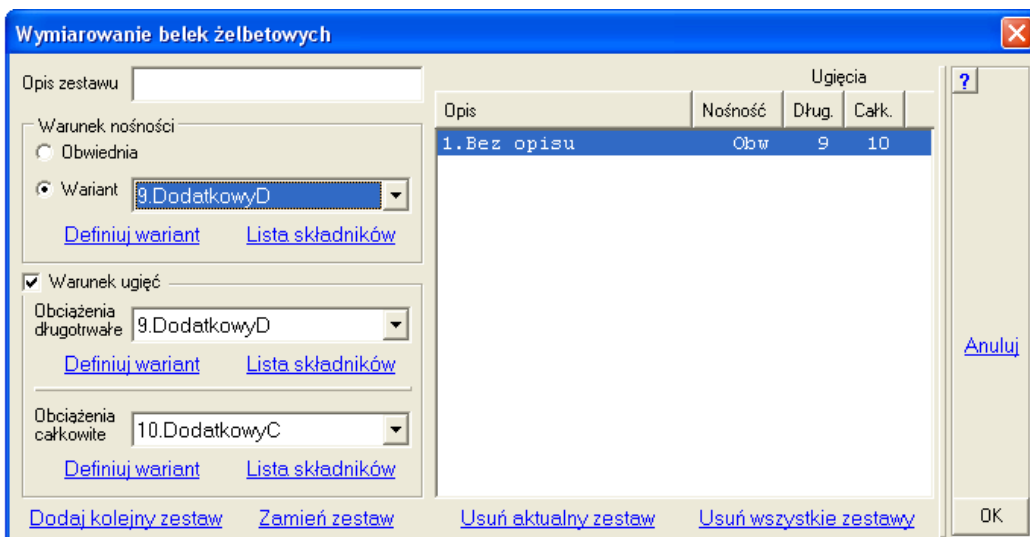 Wymiarowanie belek żelbetowych
Opis zestawu
Warunek nośności
Obwiednia
Wariant 9.DodatkowyD
Definiuj wariant Lista składników
Warunek ugięć
Obciążenia
długotrwałe 9.DodatkowyD
Definiuj wariant Lista składników
Obciążenia
całkowite 10.DodatkowyC
Definiuj wariant Lista składników
Dodaj kolejny zestaw Zamień zestaw
Ugięcia
Opis Nośność Dług. Całk.
1.Bez opisu Obw 9 10
Usuń aktualny zestaw Usuń wszystkie zestawy
?
Anuluj
OK